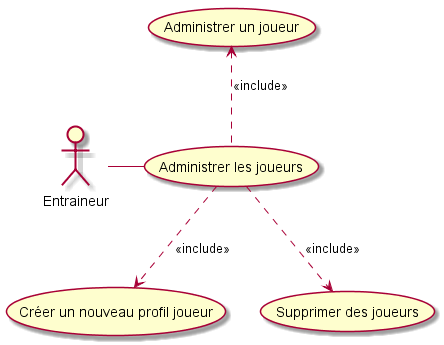 Administrer un joueur
«include»
Administrer les joueurs
Entraineur
«include»
«include»
Créer un nouveau profil joueur
Supprimer des joueurs